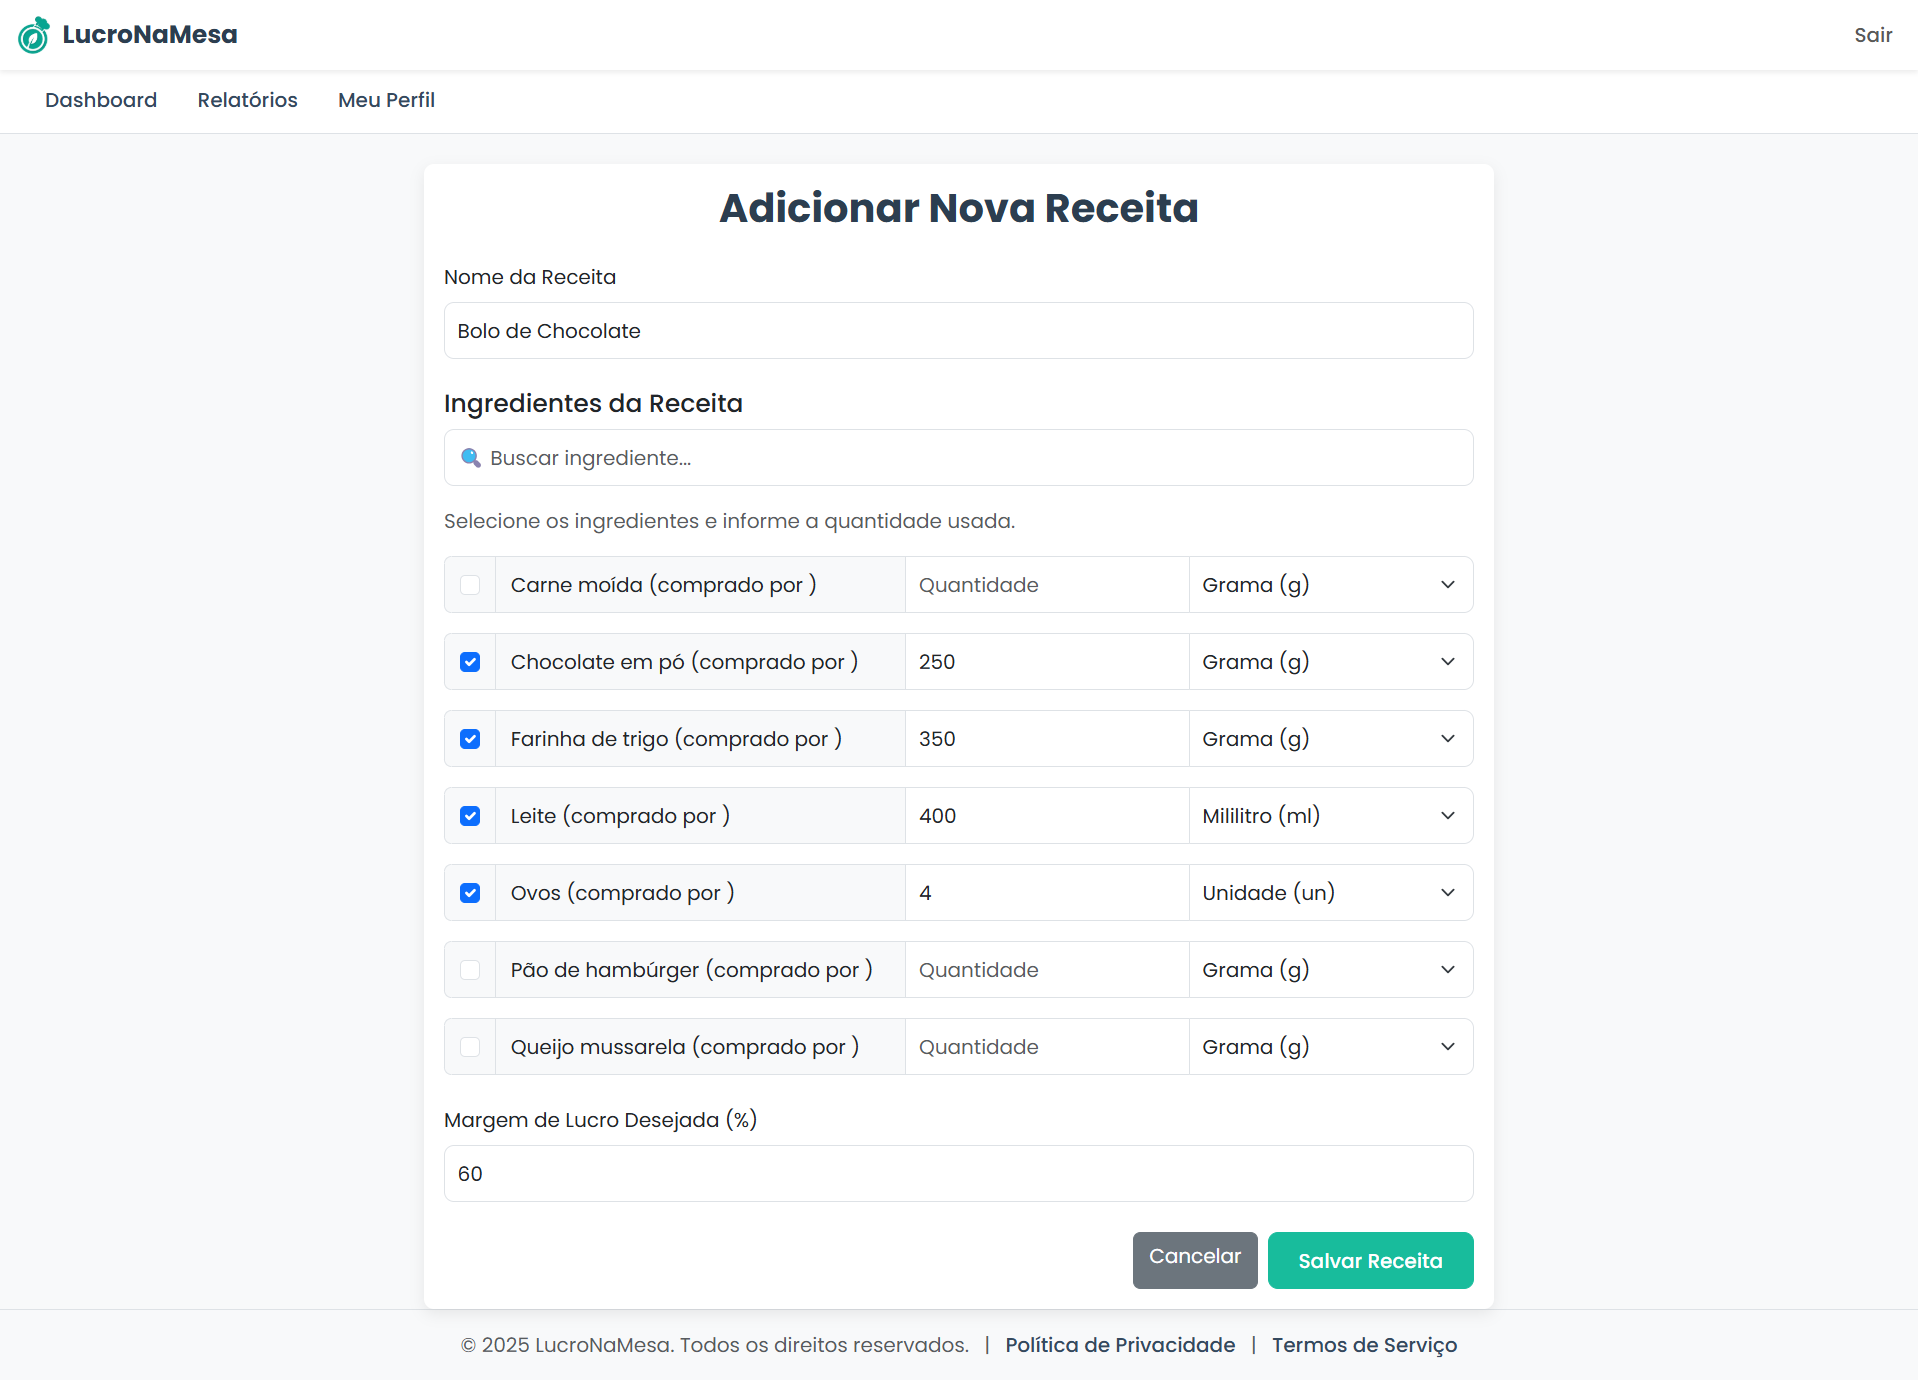 LucroNaMesa
Sair
Dashboard Relatórios Meu Perfil
Adicionar Nova Receita
Nome da Receita
Bolo de Chocolate
Ingredientes da Receita
Buscar ingrediente...
Selecione os ingredientes e informe a quantidade usada.
Carne moída (comprado por ) Quantidade Grama (g)
Chocolate em pó (comprado por ) 250 Grama (g)
Farinha de trigo (comprado por ) 350 Grama (g)
Leite (comprado por ) 400 Mililitro (ml)
Ovos (comprado por ) 4 Unidade (un)
Pão de hambúrger (comprado por ) Quantidade Grama (g)
Queijo mussarela (comprado por ) Quantidade Grama (g)
Margem de Lucro Desejada (%)
60
Cancelar Salvar Receita
© 2025 LucroNaMesa. Todos os direitos reservados. | Política de Privacidade | Termos de Serviço